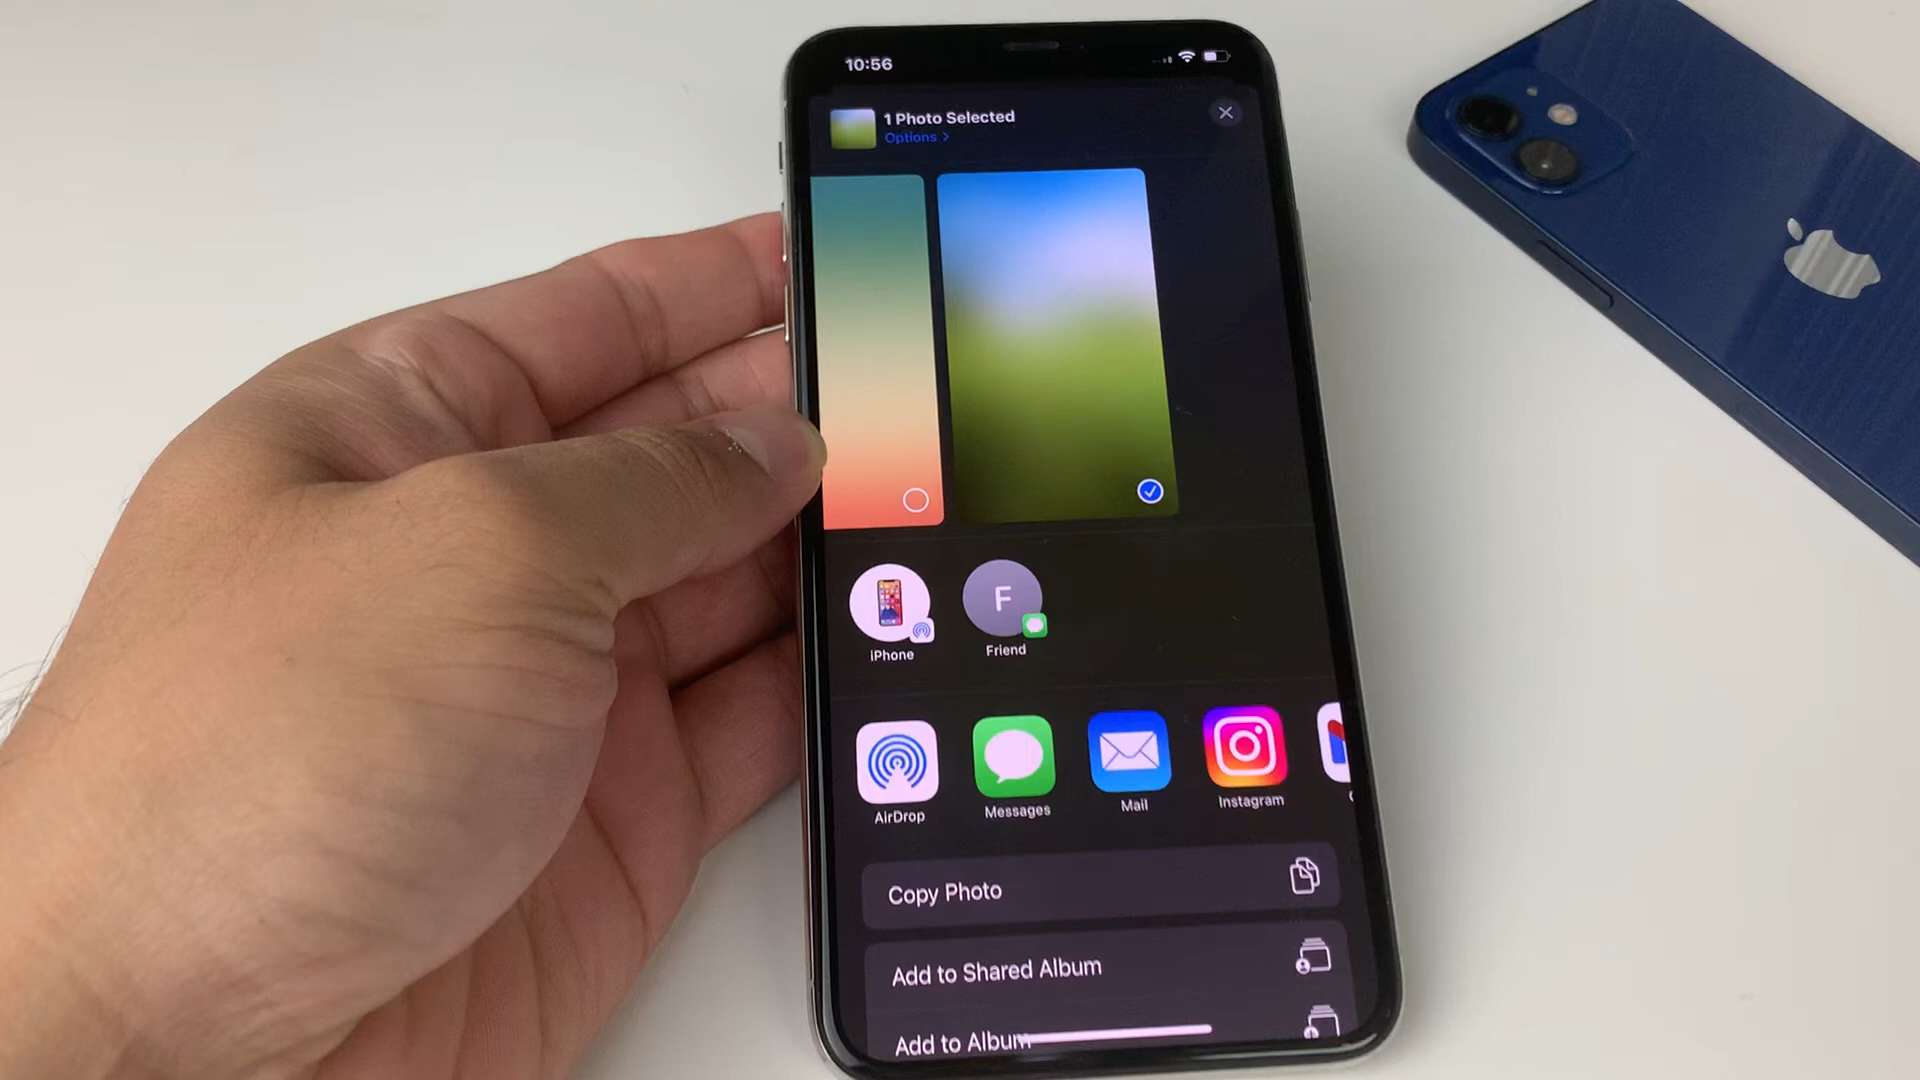 10:56
1 Photo Selected
Options >
F
iPhone
Friend
AirDrop
Messages
Mail
Instagram
Copy Photo
Add to Shared Album
Add to Album